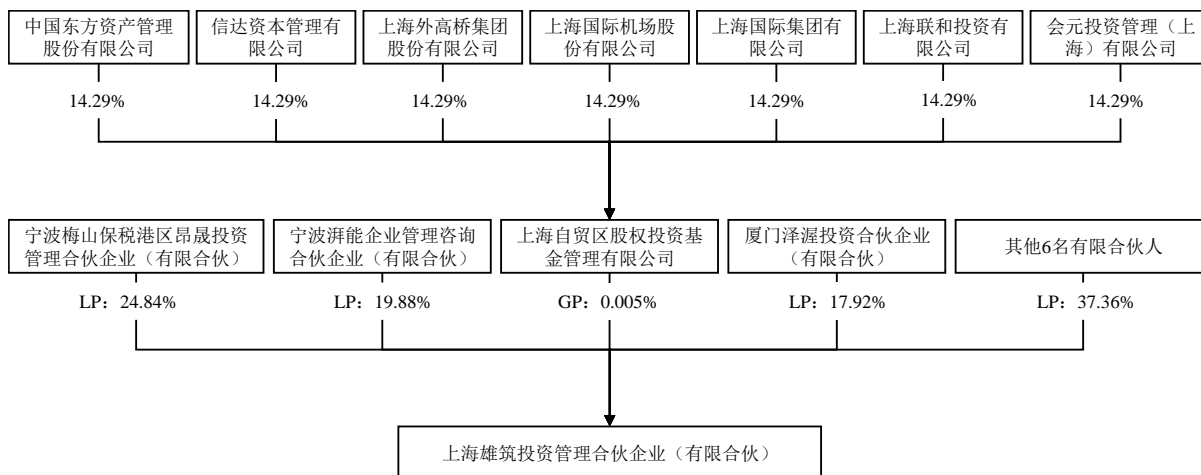 中国东方资产管理
股份有限公司
信达资本管理有
限公司
上海外高桥集团
股份有限公司
上海国际机场股
份有限公司
上海国际集团有
限公司
上海联和投资有
限公司
会元投资管理（上
海）有限公司
14.29%
14.29%
14.29%
14.29%
14.29%
14.29%
14.29%
宁波梅山保税港区昂晟投资
管理合伙企业（有限合伙）
宁波湃能企业管理咨询
合伙企业（有限合伙）
上海自贸区股权投资基
金管理有限公司
厦门泽渥投资合伙企业
（有限合伙）
其他6名有限合伙人
LP：24.84%
LP：19.88%
GP：0.005%
LP：17.92%
LP：37.36%
上海雄筑投资管理合伙企业（有限合伙）